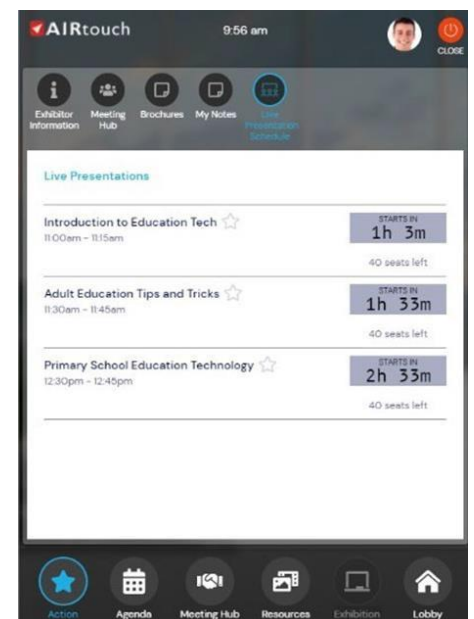 AIRtouch
9:56 am
CLOSE
Exhibitor Information
Meeting Hub
Brochures
My Notes
Live Presentation Schedule
Live Presentations
Introduction to Education Tech
11:00am - 11:15am
STARTS IN
1h 3m
40 seats left
Adult Education Tips and Tricks
11:30am - 11:45am
STARTS IN
1h 33m
40 seats left
Primary School Education Technology
12:30pm - 12:45pm
STARTS IN
2h 33m
40 seats left
Action
Agenda
Meeting Hub
Resources
Exhibition
Lobby